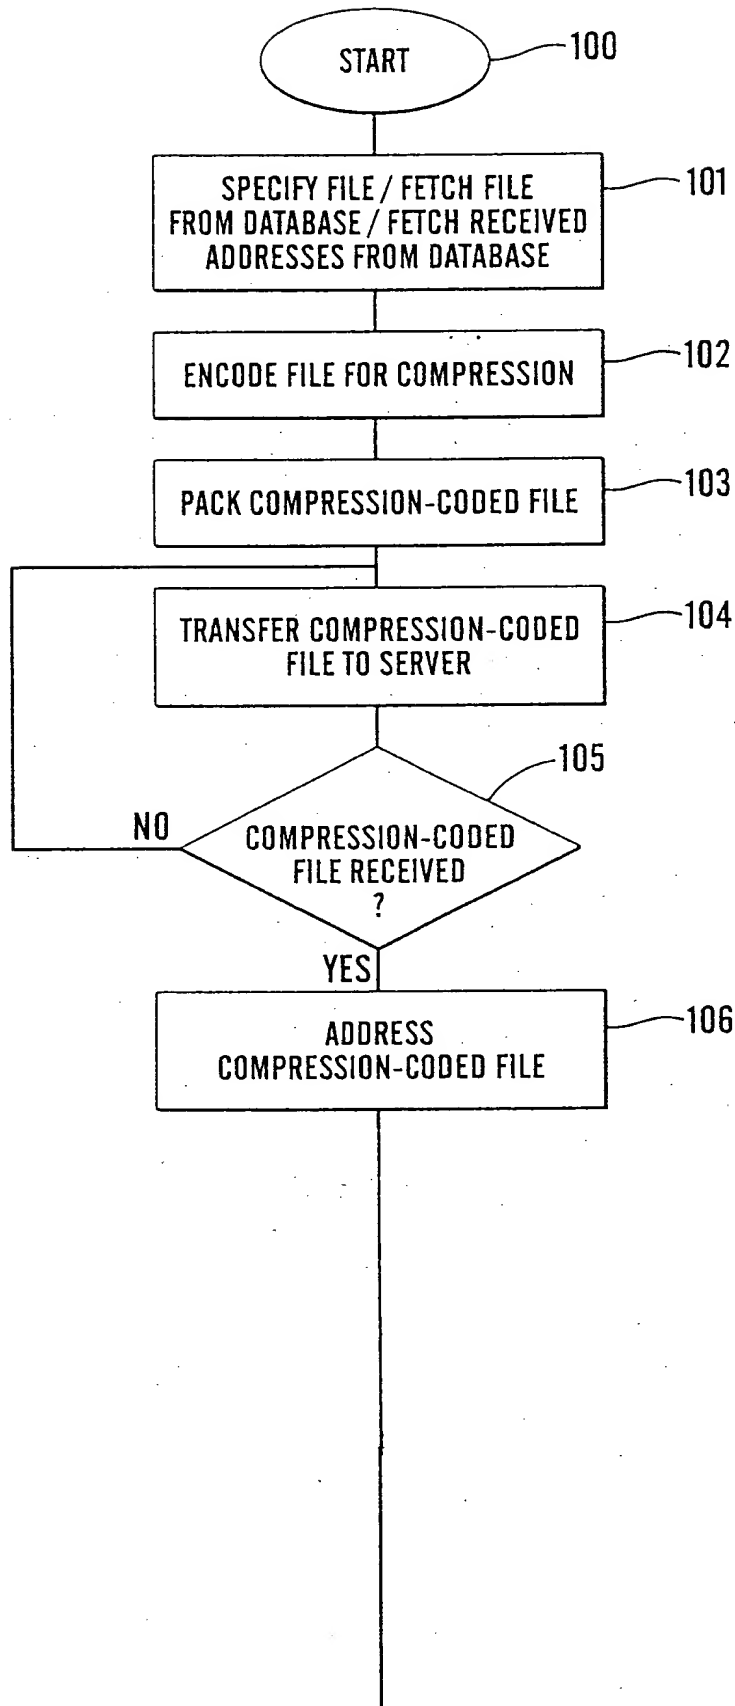 START
100
SPECIFY FILE / FETCH FILE
FROM DATABASE / FETCH RECEIVED
ADDRESSES FROM DATABASE
101
ENCODE FILE FOR COMPRESSION
102
PACK COMPRESSION-CODED FILE
103
TRANSFER COMPRESSION-CODED
FILE TO SERVER
104
105
NO
COMPRESSION-CODED
FILE RECEIVED
?
YES
ADDRESS
COMPRESSION-CODED FILE
106